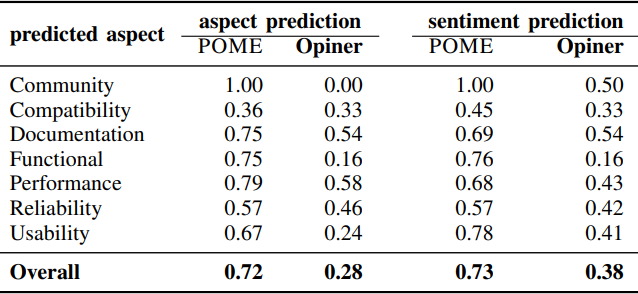 predicted aspect aspect prediction sentiment prediction
POME Opiner POME Opiner
Community 1.00 0.00 1.00 0.50
Compatibility 0.36 0.33 0.45 0.33
Documentation 0.75 0.54 0.69 0.54
Functional 0.75 0.16 0.76 0.16
Performance 0.79 0.58 0.68 0.43
Reliability 0.57 0.46 0.57 0.42
Usability 0.67 0.24 0.78 0.41
Overall 0.72 0.28 0.73 0.38